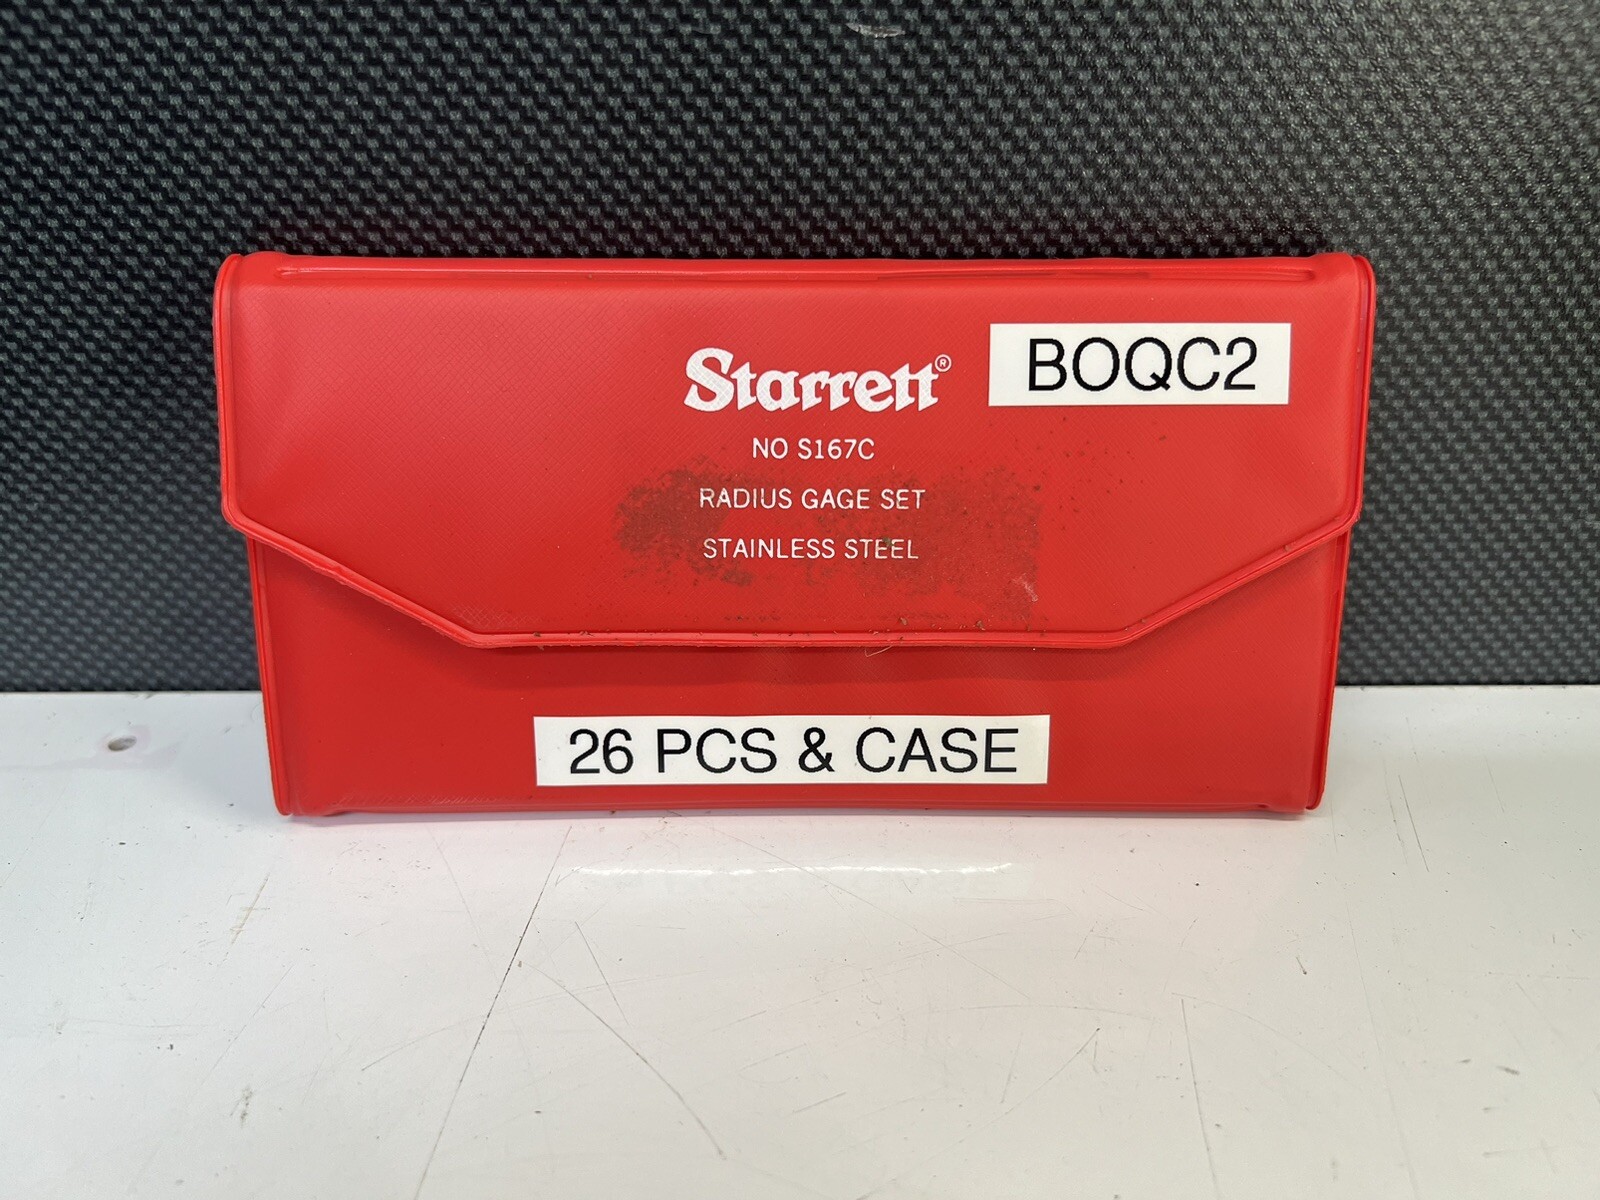 Starrett®
BOQC2
NO S167C
RADIUS GAGE SET
STAINLESS STEEL
26 PCS & CASE